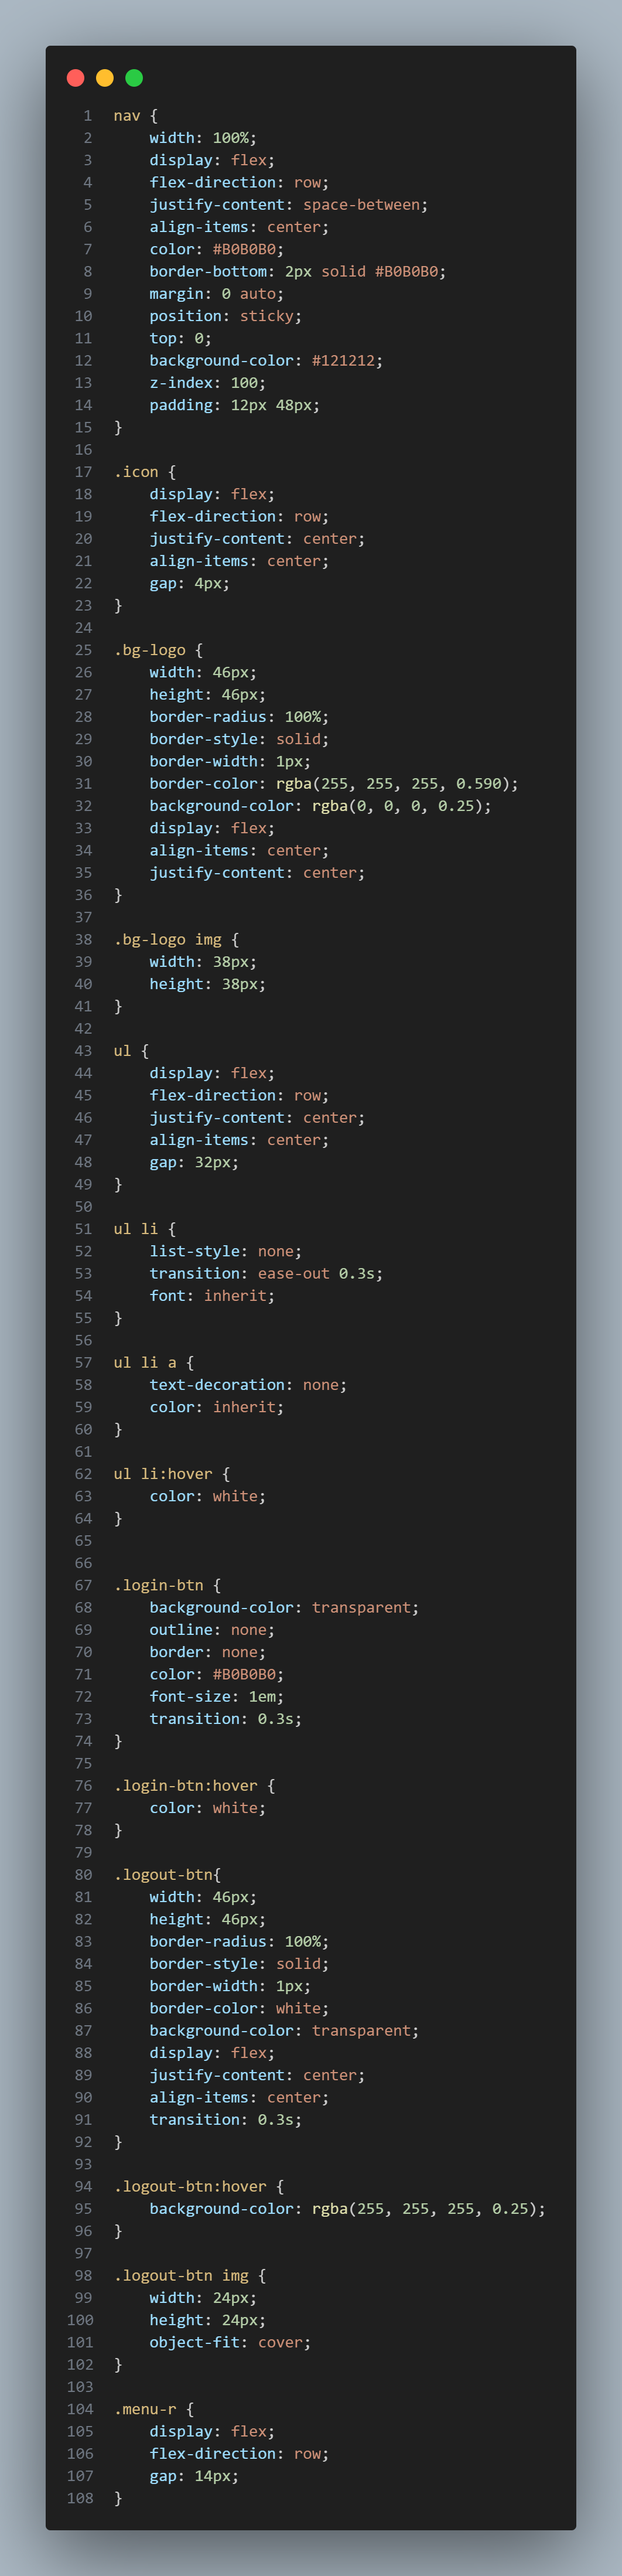 1 nav {
2     width: 100%;
3     display: flex;
4     flex-direction: row;
5     justify-content: space-between;
6     align-items: center;
7     color: #B0B0B0;
8     border-bottom: 2px solid #B0B0B0;
9     margin: 0 auto;
10     position: sticky;
11     top: 0;
12     background-color: #121212;
13     z-index: 100;
14     padding: 12px 48px;
15 }
16
17 .icon {
18     display: flex;
19     flex-direction: row;
20     justify-content: center;
21     align-items: center;
22     gap: 4px;
23 }
24
25 .bg-logo {
26     width: 46px;
27     height: 46px;
28     border-radius: 100%;
29     border-style: solid;
30     border-width: 1px;
31     border-color: rgba(255, 255, 255, 0.590);
32     background-color: rgba(0, 0, 0, 0.25);
33     display: flex;
34     align-items: center;
35     justify-content: center;
36 }
37
38 .bg-logo img {
39     width: 38px;
40     height: 38px;
41 }
42
43 ul {
44     display: flex;
45     flex-direction: row;
46     justify-content: center;
47     align-items: center;
48     gap: 32px;
49 }
50
51 ul li {
52     list-style: none;
53     transition: ease-out 0.3s;
54     font: inherit;
55 }
56
57 ul li a {
58     text-decoration: none;
59     color: inherit;
60 }
61
62 ul li:hover {
63     color: white;
64 }
65
66
67 .login-btn {
68     background-color: transparent;
69     outline: none;
70     border: none;
71     color: #B0B0B0;
72     font-size: 1em;
73     transition: 0.3s;
74 }
75
76 .login-btn:hover {
77     color: white;
78 }
79
80 .logout-btn{
81     width: 46px;
82     height: 46px;
83     border-radius: 100%;
84     border-style: solid;
85     border-width: 1px;
86     border-color: white;
87     background-color: transparent;
88     display: flex;
89     justify-content: center;
90     align-items: center;
91     transition: 0.3s;
92 }
93
94 .logout-btn:hover {
95     background-color: rgba(255, 255, 255, 0.25);
96 }
97
98 .logout-btn img {
99     width: 24px;
100     height: 24px;
101     object-fit: cover;
102 }
103
104 .menu-r {
105     display: flex;
106     flex-direction: row;
107     gap: 14px;
108 }